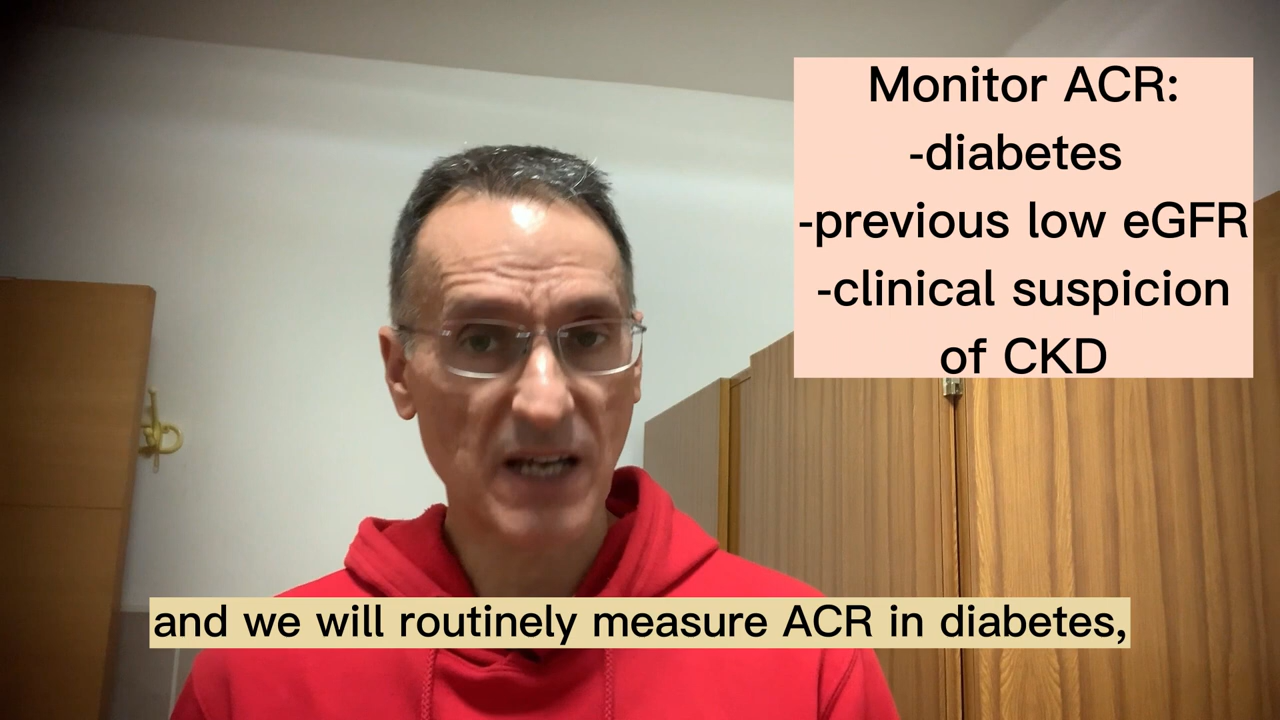 Monitor ACR:
-diabetes
-previous low eGFR
-clinical suspicion
of CKD
and we will routinely measure ACR in diabetes,